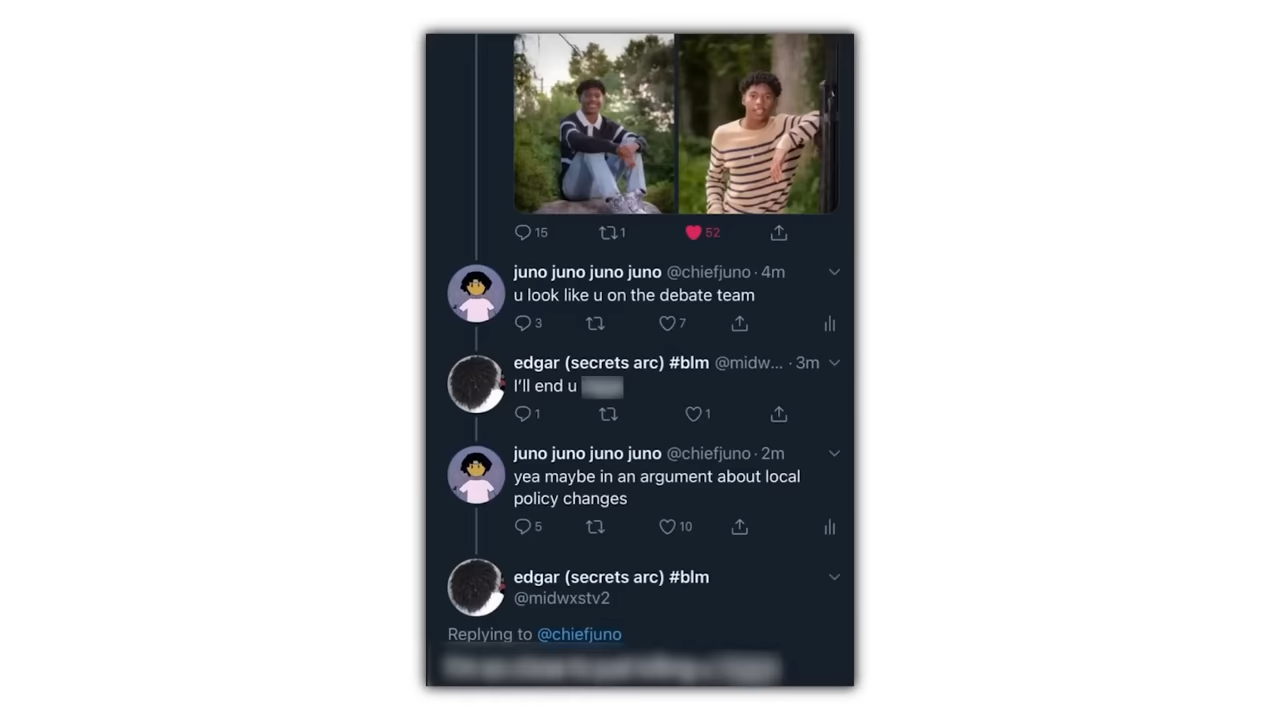 15 1 52
juno juno juno juno @chiefjuno · 4m
u look like u on the debate team
3 7
edgar (secrets arc) #blm @midw... · 3m
I'll end u
1 1
juno juno juno juno @chiefjuno · 2m
yea maybe in an argument about local
policy changes
5 10
edgar (secrets arc) #blm
@midwxstv2
Replying to @chiefjuno